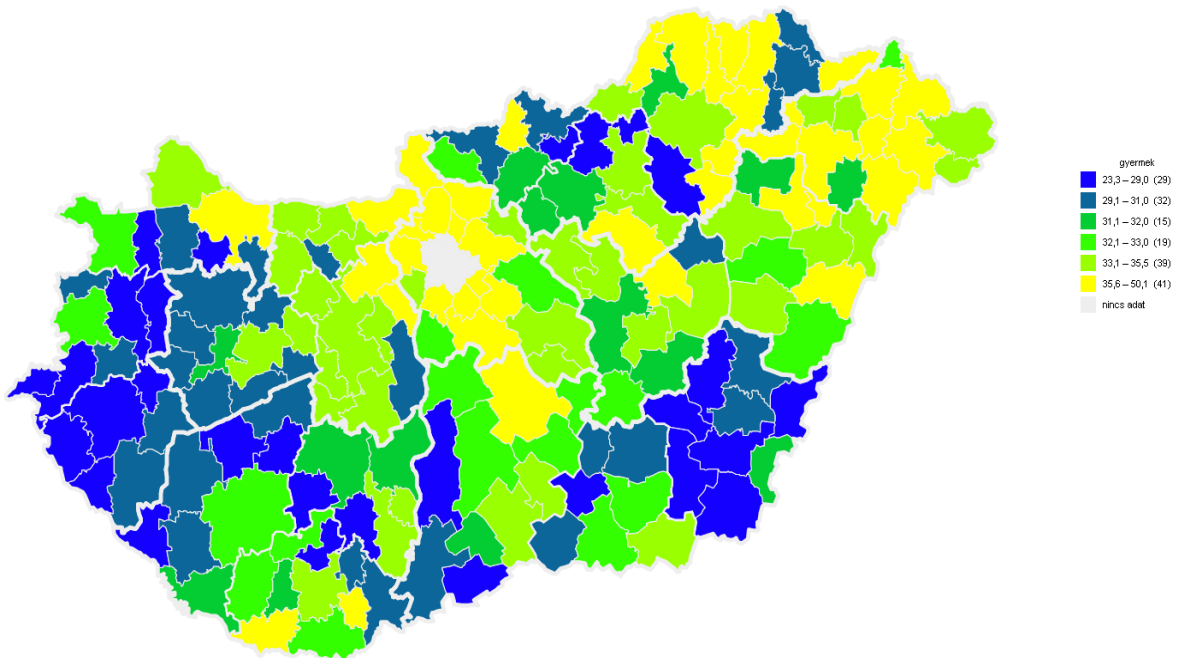 gyermek
23,3 – 29,0 (29)
29,1 – 31,0 (32)
31,1 – 32,0 (15)
32,1 – 33,0 (19)
33,1 – 35,5 (39)
35,6 – 50,1 (41)
nincs adat